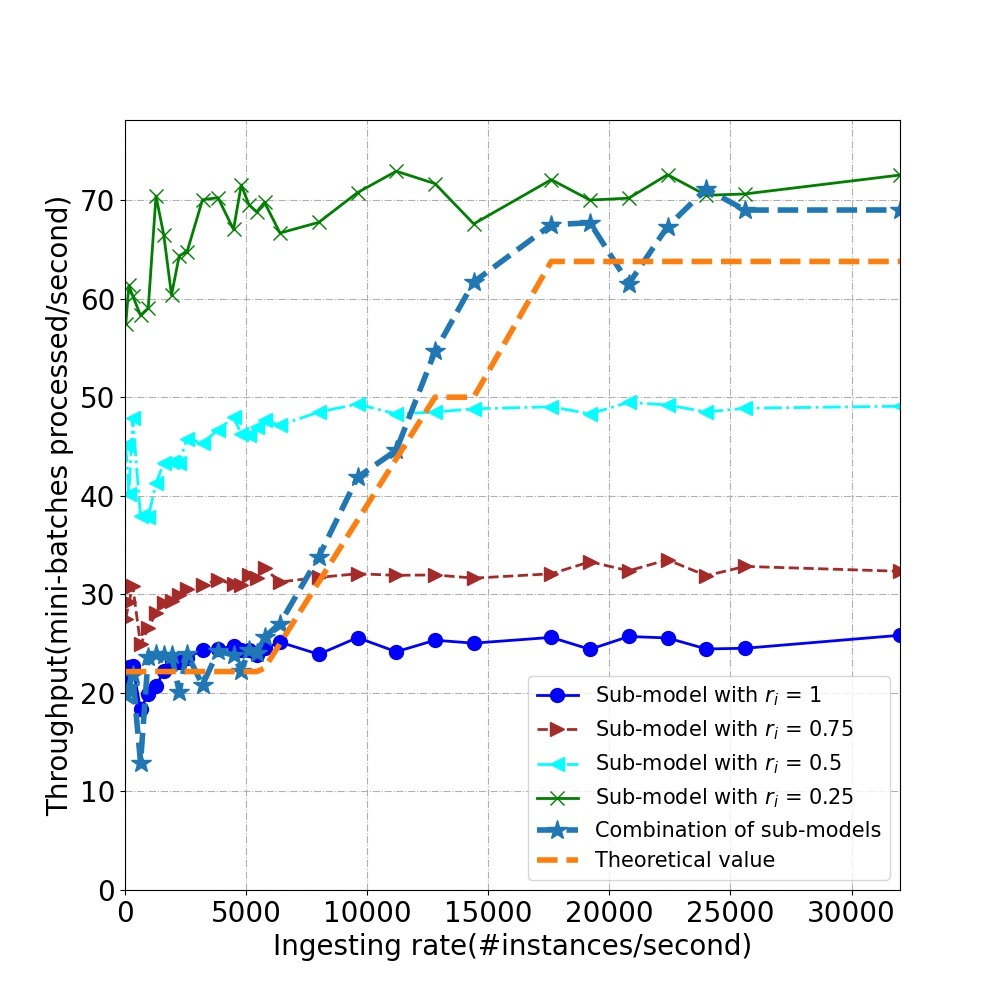 Throughput(mini-batches processed/second)
70
60
50
40
30
20
10
0
0 5000 10000 15000 20000 25000 30000
Ingesting rate(#instances/second)
Sub-model with r_i = 1
Sub-model with r_i = 0.75
Sub-model with r_i = 0.5
Sub-model with r_i = 0.25
Combination of sub-models
Theoretical value